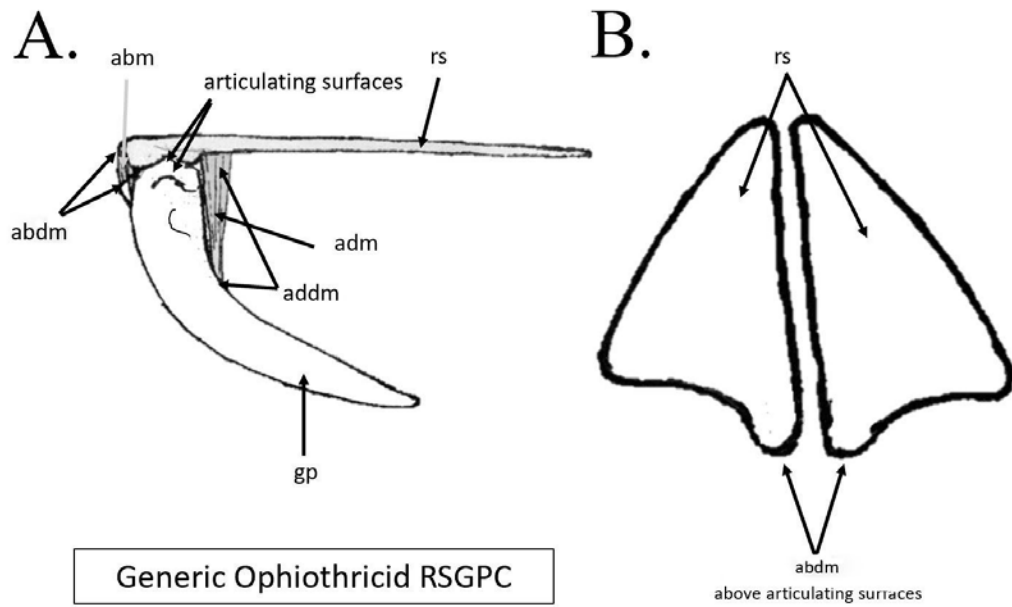 A.
abm
articulating surfaces
rs
abdm
adm
addm
gp
Generic Ophiothricid RSGPC
B.
rs
abdm
above articulating surfaces